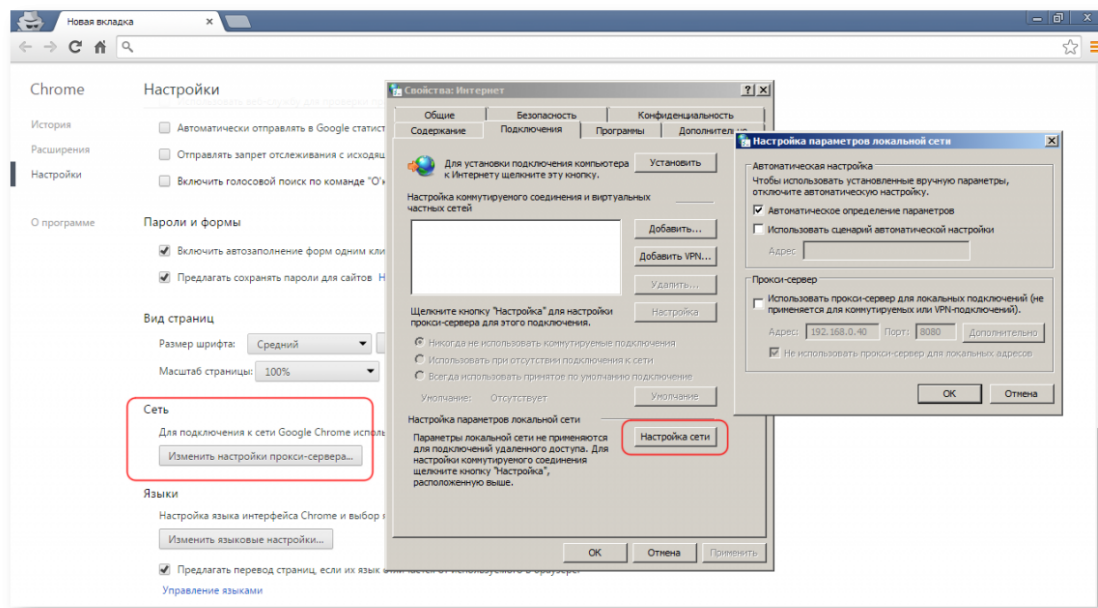 Новая вкладка
Chrome
Настройки
История
Расширения
Настройки
О программе
Автоматически отправлять в Google статист
Отправлять запрет отслеживания с исходящ
Включить голосовой поиск по команде "О'к
Пароли и формы
Включить автозаполнение форм одним кли
Предлагать сохранять пароли для сайтов Н
Вид страниц
Размер шрифта: Средний
Масштаб страницы: 100%
Сеть
Для подключения к сети Google Chrome исполь
Изменить настройки прокси-сервера...
Языки
Настройка языка интерфейса Chrome и выбор
Изменить языковые настройки...
Предлагать перевод страниц, если их язык отличается от используемого в браузере.
Управление языками
Свойства: Интернет
Общие Безопасность Конфиденциальность
Содержание Подключения Программы Дополнительно
Для установки подключения компьютера
к Интернету щелкните эту кнопку.
Установить
Настройка коммутируемого соединения и виртуальных
частных сетей
Добавить...
Добавить VPN...
Удалить...
Щелкните кнопку "Настройка" для настройки
прокси-сервера для этого подключения.
Настройка
Никогда не использовать коммутируемые подключения
Использовать при отсутствии подключения к сети
Всегда использовать принятое по умолчанию подключение
Умолчание: Отсутствует Умолчание
Настройка параметров локальной сети
Параметры локальной сети не применяются
для подключений удаленного доступа. Для
настройки коммутируемого соединения
щелкните кнопку "Настройка",
расположенную выше.
Настройка сети
ОК Отмена Применить
Настройка параметров локальной сети
Автоматическая настройка
Чтобы использовать установленные вручную параметры,
отключите автоматическую настройку.
Автоматическое определение параметров
Использовать сценарий автоматической настройки
Адрес
Прокси-сервер
Использовать прокси-сервер для локальных подключений (не
применяется для коммутируемых или VPN-подключений).
Адрес: 192.168.0.40 Порт: 8080 Дополнительно
Не использовать прокси-сервер для локальных адресов
ОК Отмена